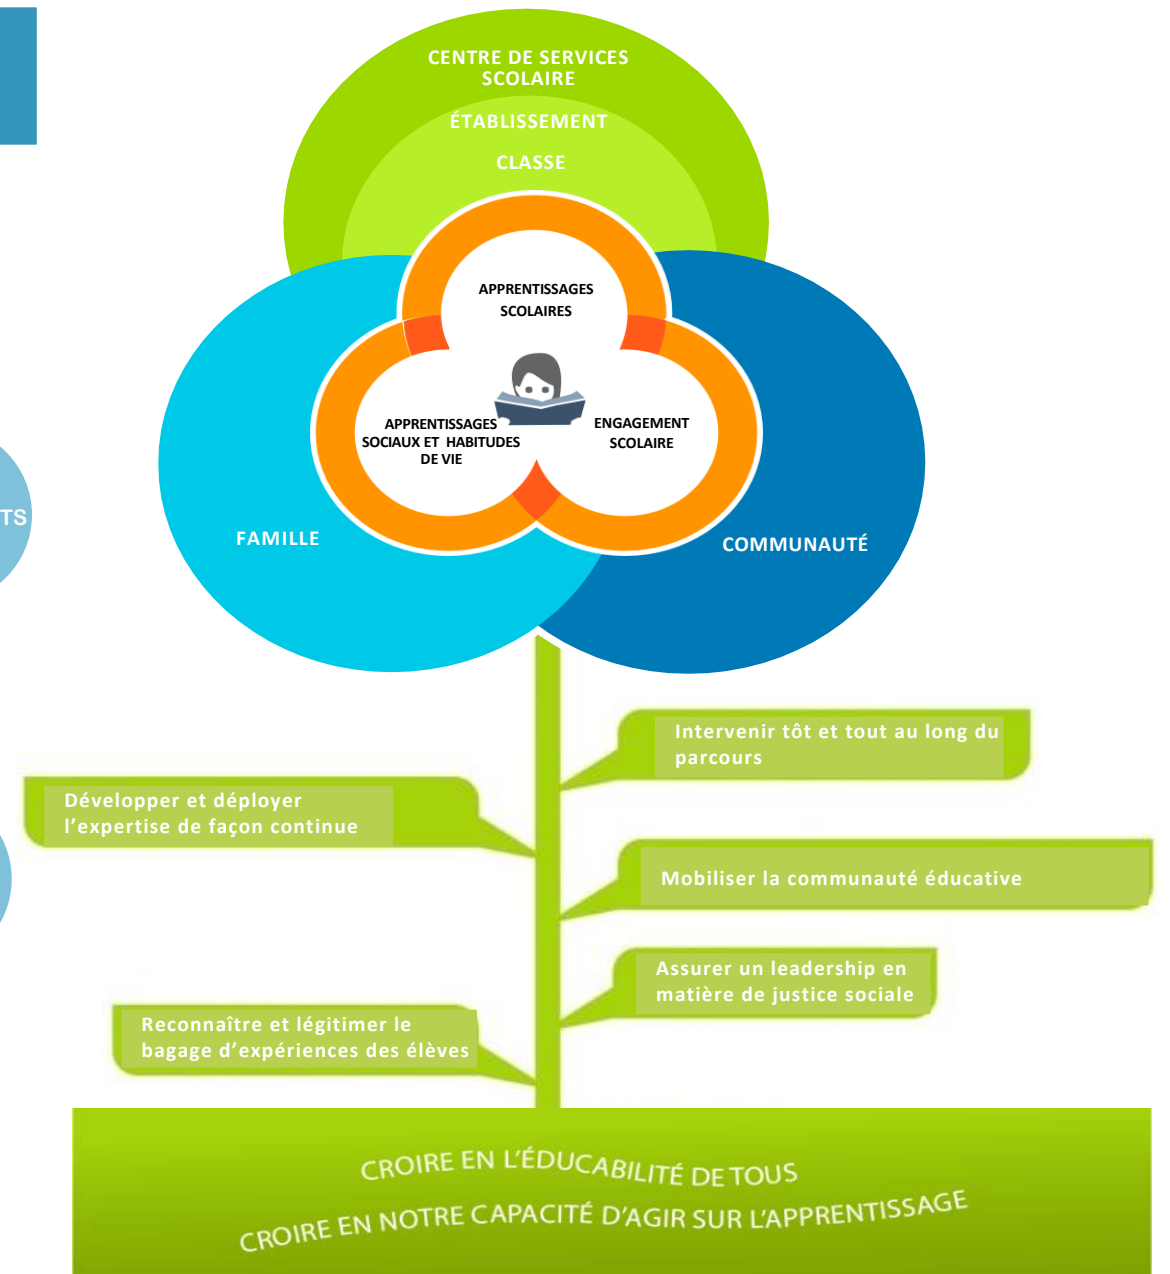 CENTRE DE SERVICES
SCOLAIRE
ÉTABLISSEMENT
CLASSE
APPRENTISSAGES
SCOLAIRES
APPRENTISSAGES
SOCIAUX ET HABITUDES
DE VIE
ENGAGEMENT
SCOLAIRE
TS
FAMILLE
COMMUNAUTÉ
Intervenir tôt et tout au long du
parcours
Développer et déployer
l’expertise de façon continue
Mobiliser la communauté éducative
Assurer un leadership en
matière de justice sociale
Reconnaître et légitimer le
bagage d’expériences des élèves
CROIRE EN L’ÉDUCABILITÉ DE TOUS
CROIRE EN NOTRE CAPACITÉ D'AGIR SUR L'APPRENTISSAGE